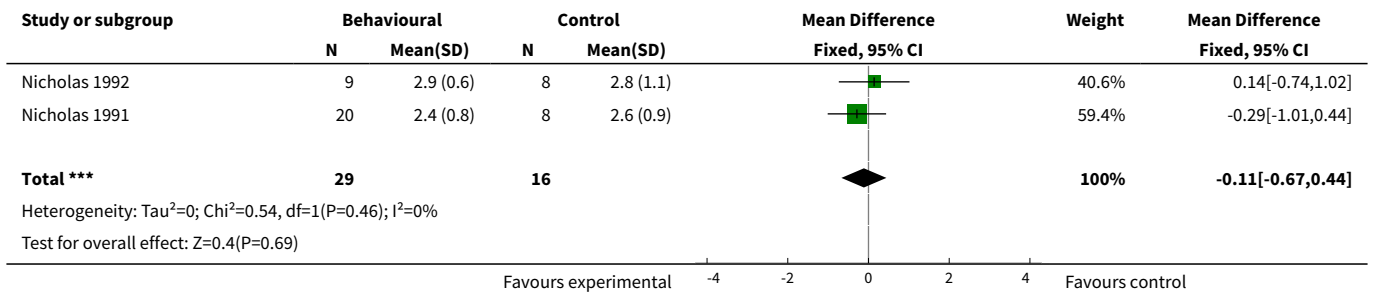 Study or subgroup Behavioural Control Mean Difference Weight Mean Difference
N Mean(SD) N Mean(SD) Fixed, 95% CI Fixed, 95% CI
Nicholas 1992 9 2.9 (0.6) 8 2.8 (1.1) 40.6% 0.14[-0.74,1.02]
Nicholas 1991 20 2.4 (0.8) 8 2.6 (0.9) 59.4% -0.29[-1.01,0.44]
Total *** 29 16 100% -0.11[-0.67,0.44]
Heterogeneity: Tau²=0; Chi²=0.54, df=1(P=0.46); I²=0%
Test for overall effect: Z=0.4(P=0.69)
Favours experimental -4 -2 0 2 4 Favours control